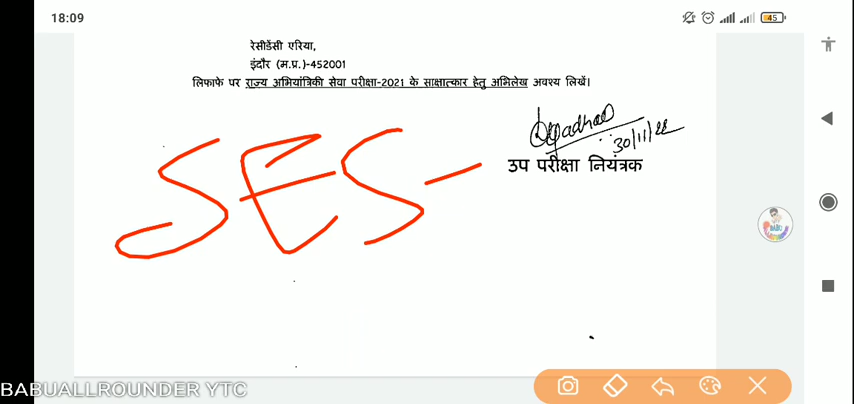 18:09
45
रेसीडेंसी एरिया,
इंदौर (म.प्र.)-452001
लिफाफे पर राज्य अभियांत्रिकी सेवा परीक्षा-2021 के साक्षात्कार हेतु अभिलेख अवश्य लिखें।
30/11/22
उप परीक्षा नियंत्रक
SES-
BABU
BABUALLROUNDER YTC